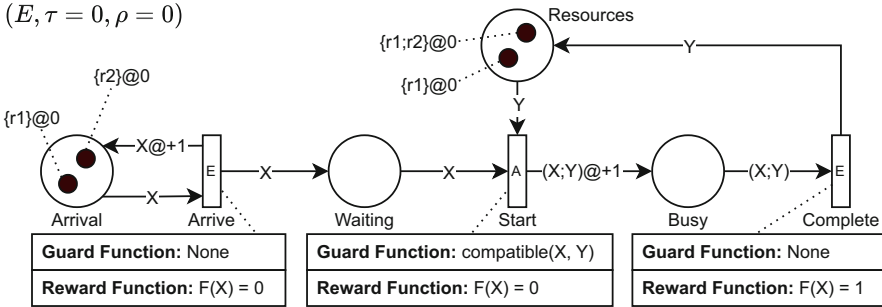 (E, τ = 0, ρ = 0)
Resources
{r1;r2}@0
{r1}@0
Y
{r2}@0
{r1}@0
Y
X@+1
E
X
X
A
(X;Y)@+1
(X;Y)
E
X
Arrival
Arrive
Waiting
Start
Busy
Complete
Guard Function: None
Reward Function: F(X) = 0
Guard Function: compatible(X, Y)
Reward Function: F(X) = 0
Guard Function: None
Reward Function: F(X) = 1